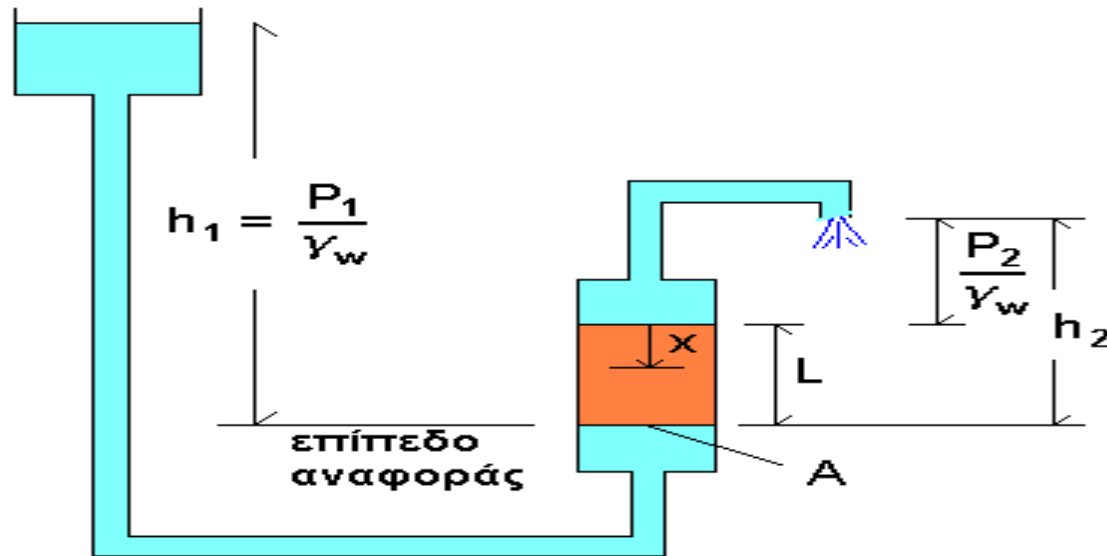 h₁ = P₁/γw
P₂/γw
h₂
x
L
επίπεδο
αναφοράς
A